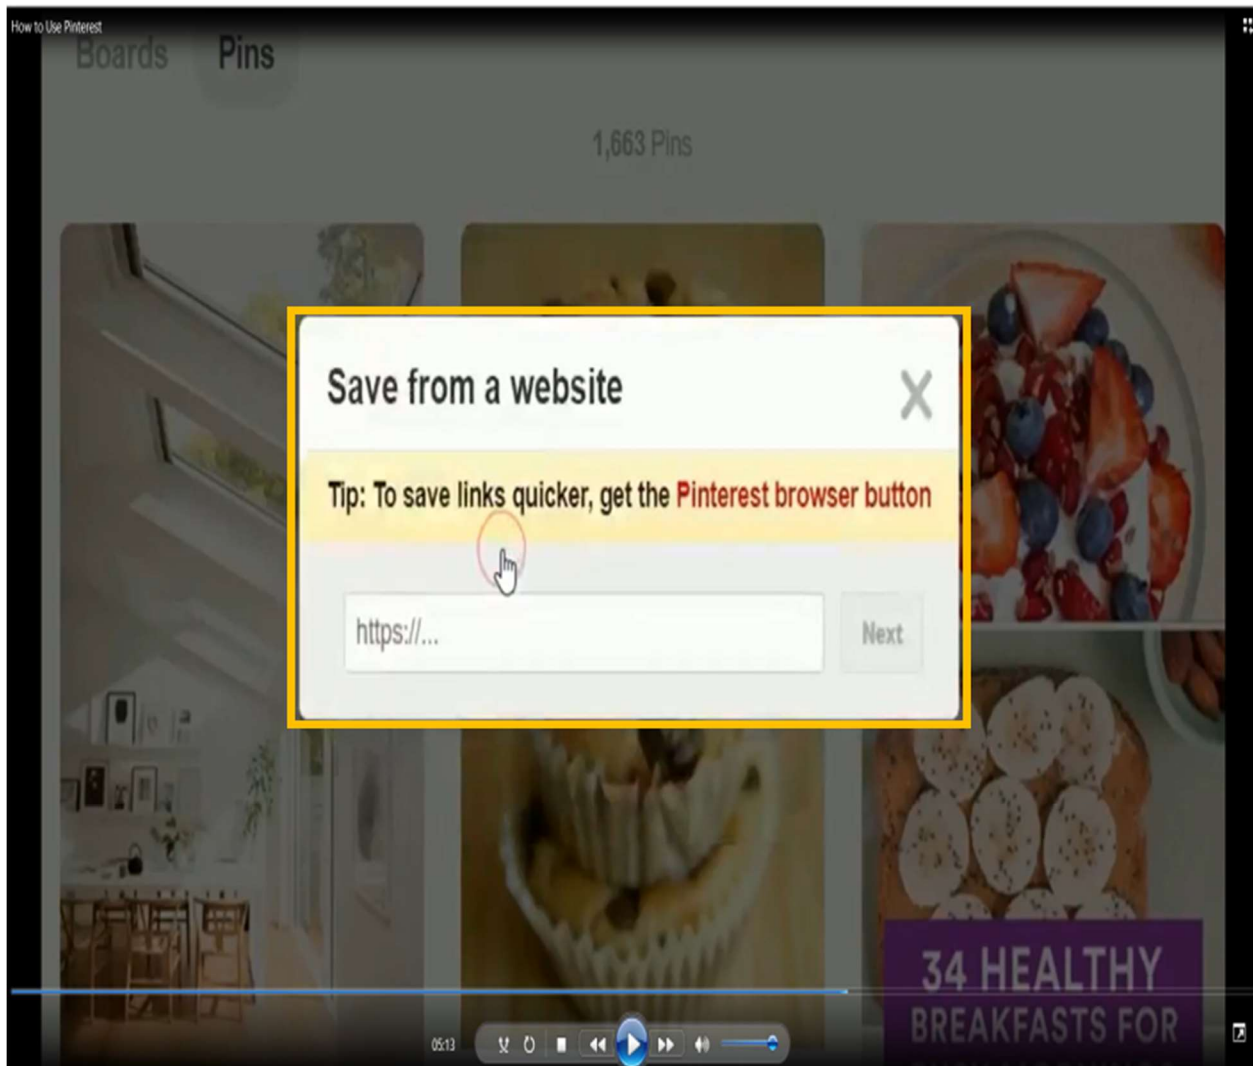 How to Use Pinterest
Boards Pins
1,663 Pins
Save from a website
X
Tip: To save links quicker, get the Pinterest browser button
https://...
Next
34 HEALTHY
BREAKFASTS FOR
05:13